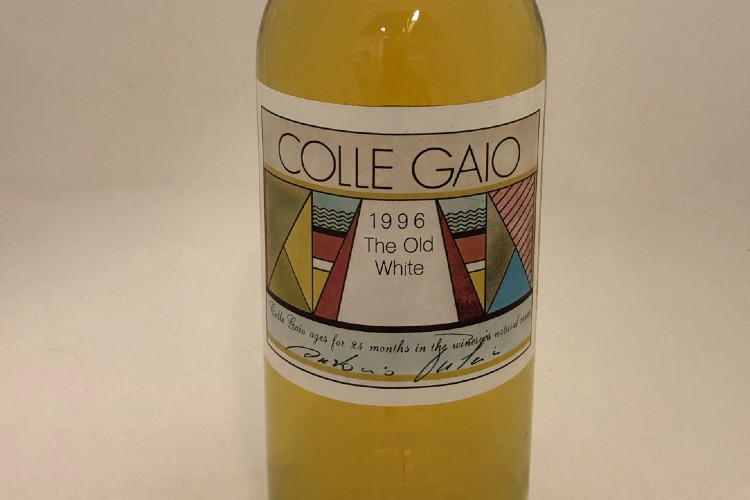 COLLE GAIO
1996
The Old
White
Colle Gaio ages for 24 months in the winery's natural